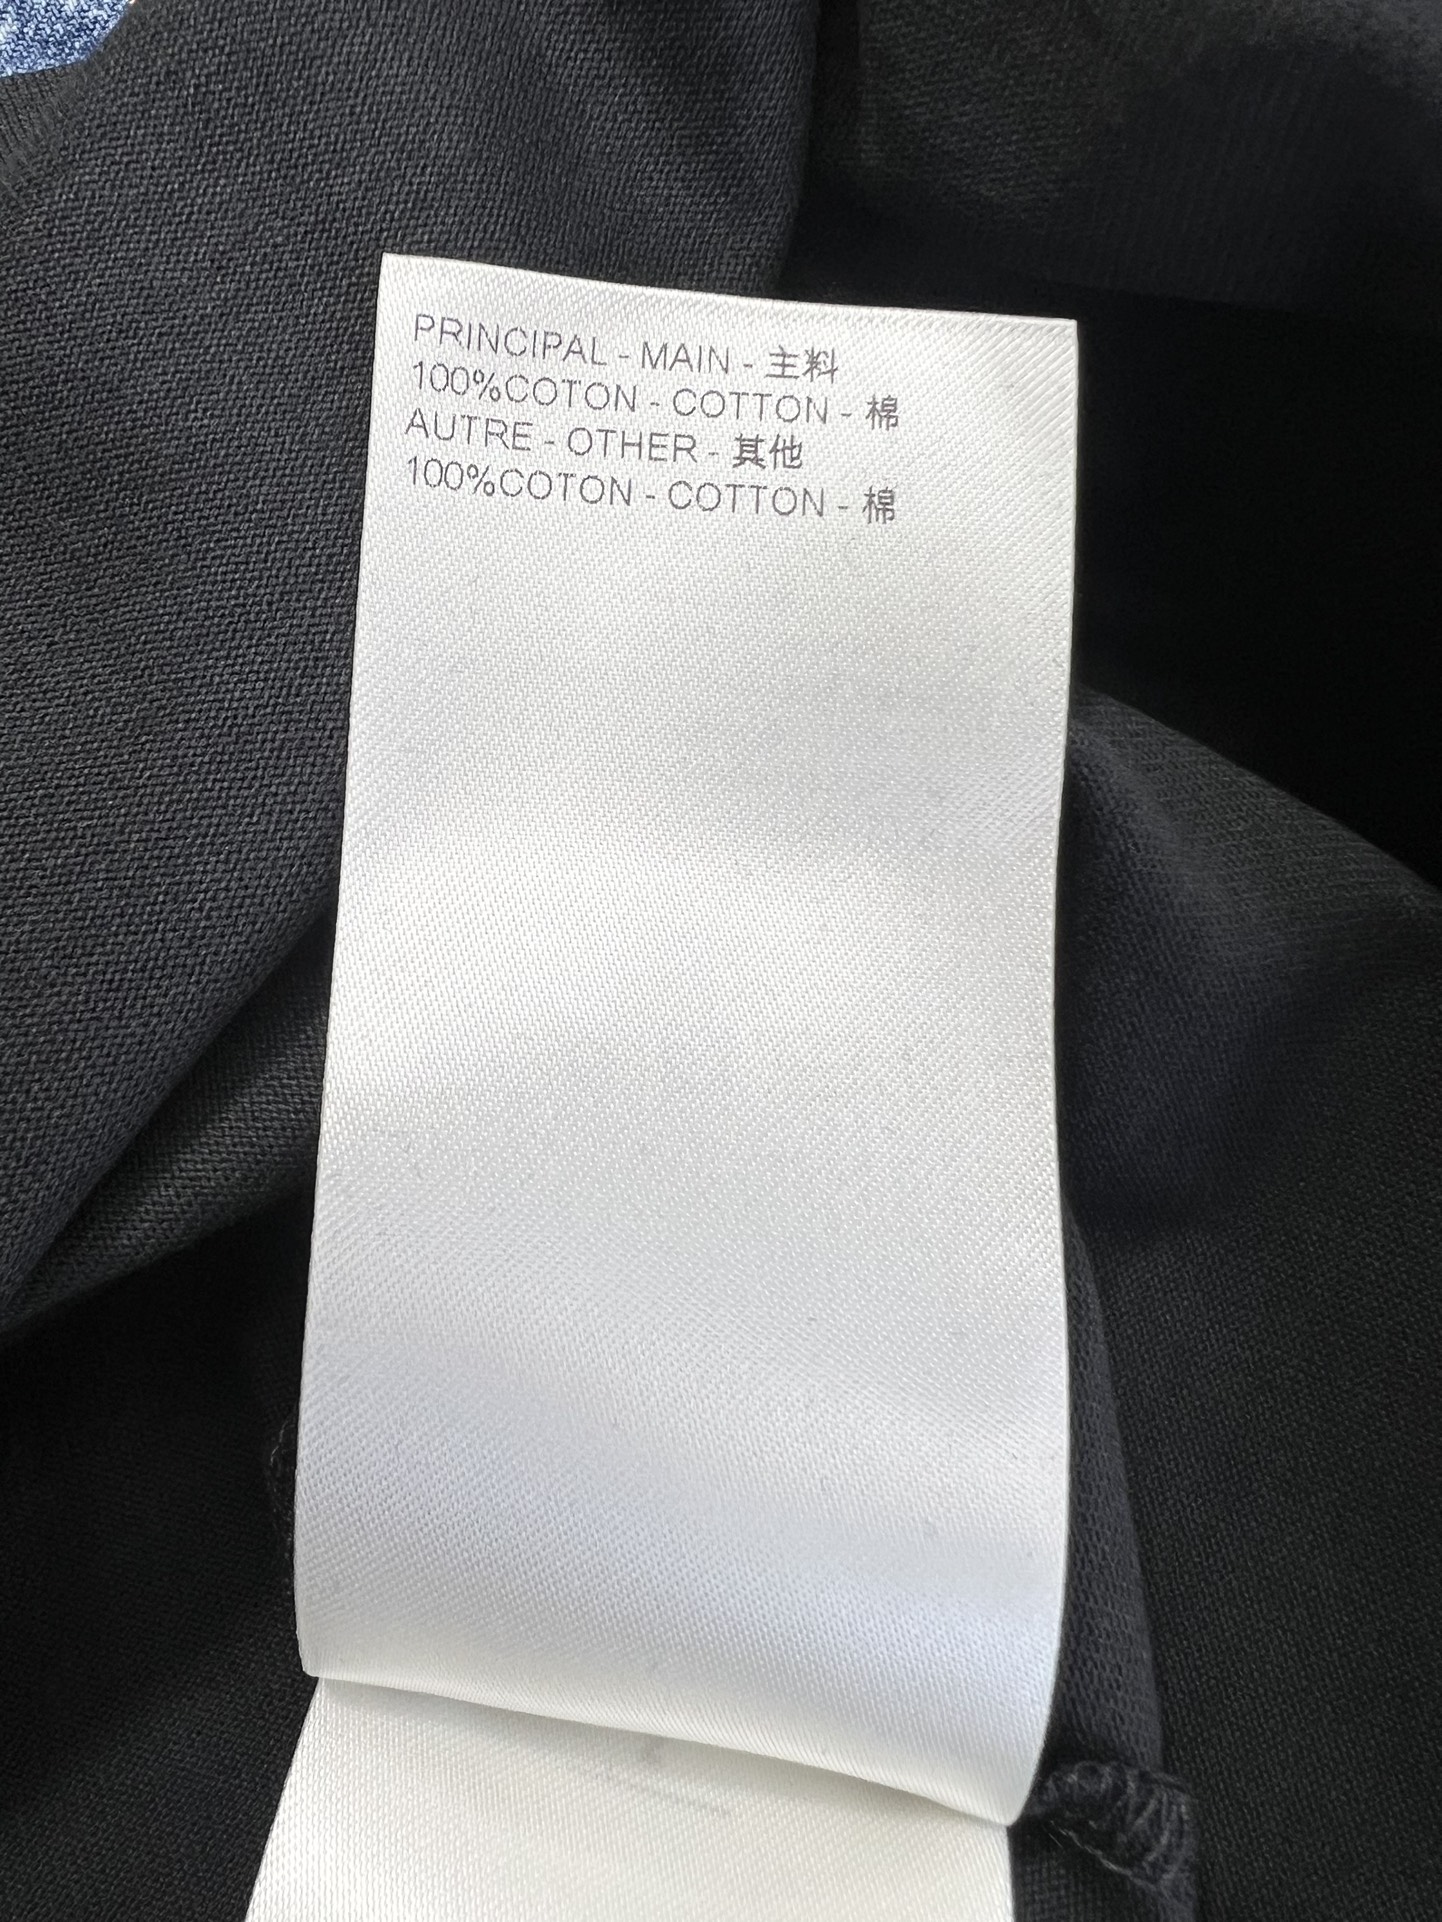 PRINCIPAL - MAIN - 主料
100%COTON - COTTON - 棉
AUTRE - OTHER - 其他
100%COTON - COTTON - 棉